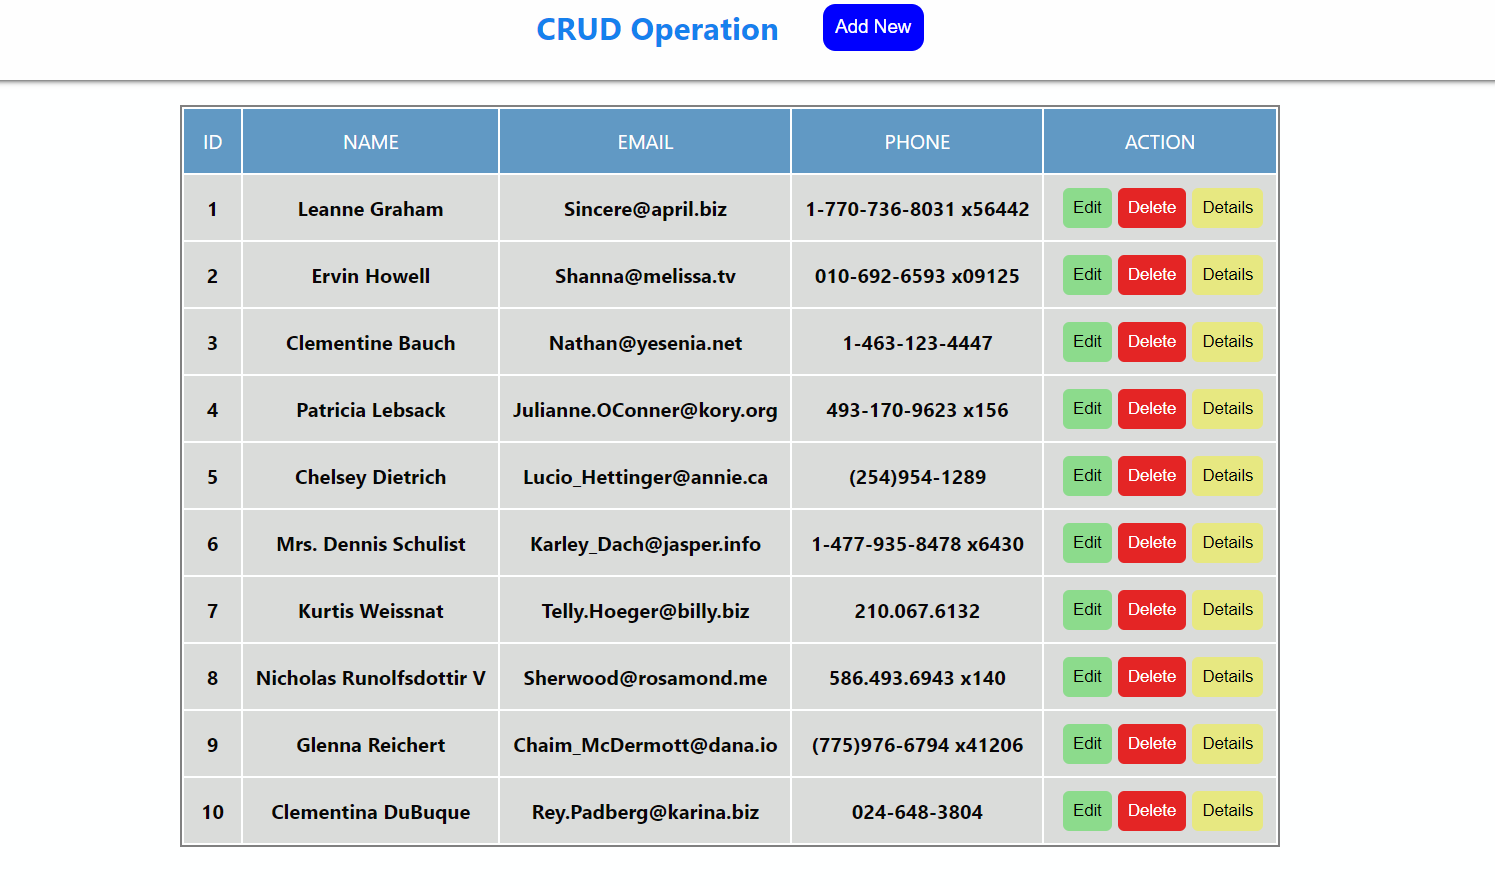 CRUD Operation Add New
ID NAME EMAIL PHONE ACTION
1 Leanne Graham Sincere@april.biz 1-770-736-8031 x56442 Edit Delete Details
2 Ervin Howell Shanna@melissa.tv 010-692-6593 x09125 Edit Delete Details
3 Clementine Bauch Nathan@yesenia.net 1-463-123-4447 Edit Delete Details
4 Patricia Lebsack Julianne.OConner@kory.org 493-170-9623 x156 Edit Delete Details
5 Chelsey Dietrich Lucio_Hettinger@annie.ca (254)954-1289 Edit Delete Details
6 Mrs. Dennis Schulist Karley_Dach@jasper.info 1-477-935-8478 x6430 Edit Delete Details
7 Kurtis Weissnat Telly.Hoeger@billy.biz 210.067.6132 Edit Delete Details
8 Nicholas Runolfsdottir V Sherwood@rosamond.me 586.493.6943 x140 Edit Delete Details
9 Glenna Reichert Chaim_McDermott@dana.io (775)976-6794 x41206 Edit Delete Details
10 Clementina DuBuque Rey.Padberg@karina.biz 024-648-3804 Edit Delete Details